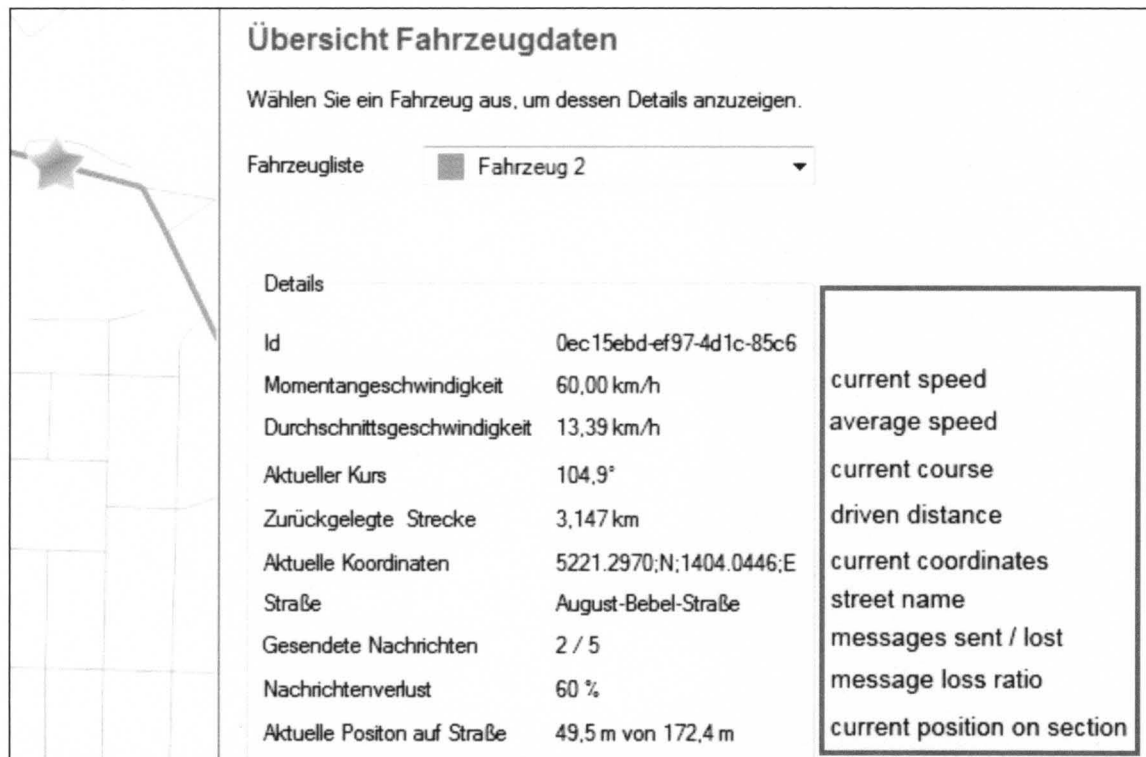 Übersicht Fahrzeugdaten
Wählen Sie ein Fahrzeug aus, um dessen Details anzuzeigen.
Fahrzeugliste Fahrzeug 2
Details
Id 0ec15ebd-ef97-4d1c-85c6
Momentangeschwindigkeit 60,00 km/h current speed
Durchschnittsgeschwindigkeit 13,39 km/h average speed
Aktueller Kurs 104,9° current course
Zurückgelegte Strecke 3,147 km driven distance
Aktuelle Koordinaten 5221.2970;N;1404.0446;E current coordinates
Straße August-Bebel-Straße street name
Gesendete Nachrichten 2 / 5 messages sent / lost
Nachrichtenverlust 60 % message loss ratio
Aktuelle Positon auf Straße 49,5 m von 172,4 m current position on section